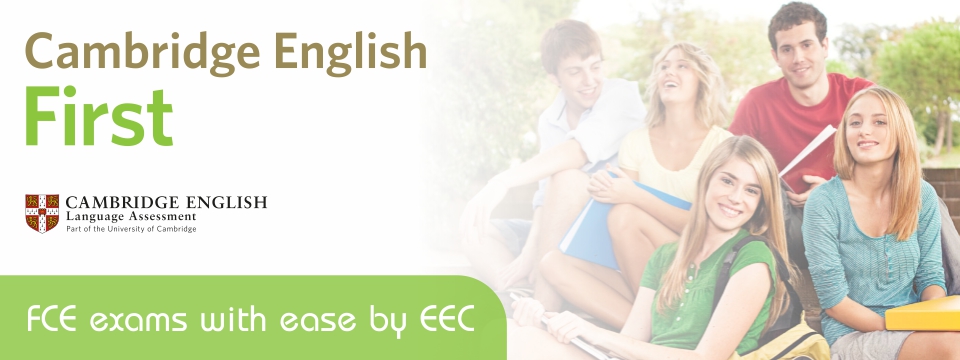 Cambridge English
First
CAMBRIDGE ENGLISH
Language Assessment
Part of the University of Cambridge
FCE exams with ease by EEC